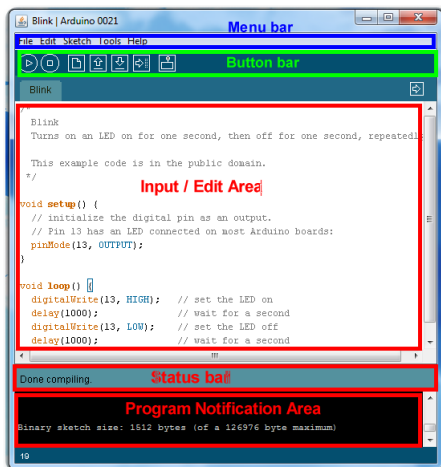 Blink | Arduino 0021
Menu bar
File Edit Sketch Tools Help
Button bar
Blink
/*
Blink
Turns on an LED on for one second, then off for one second, repeatedl
This example code is in the public domain.
*/
Input / Edit Area
void setup() {
// initialize the digital pin as an output.
// Pin 13 has an LED connected on most Arduino boards:
pinMode(13, OUTPUT);
}
void loop() {
digitalWrite(13, HIGH);   // set the LED on
delay(1000);              // wait for a second
digitalWrite(13, LOW);    // set the LED off
delay(1000);              // wait for a second
Done compiling.
Status bar
Program Notification Area
Binary sketch size: 1512 bytes (of a 126976 byte maximum)
19